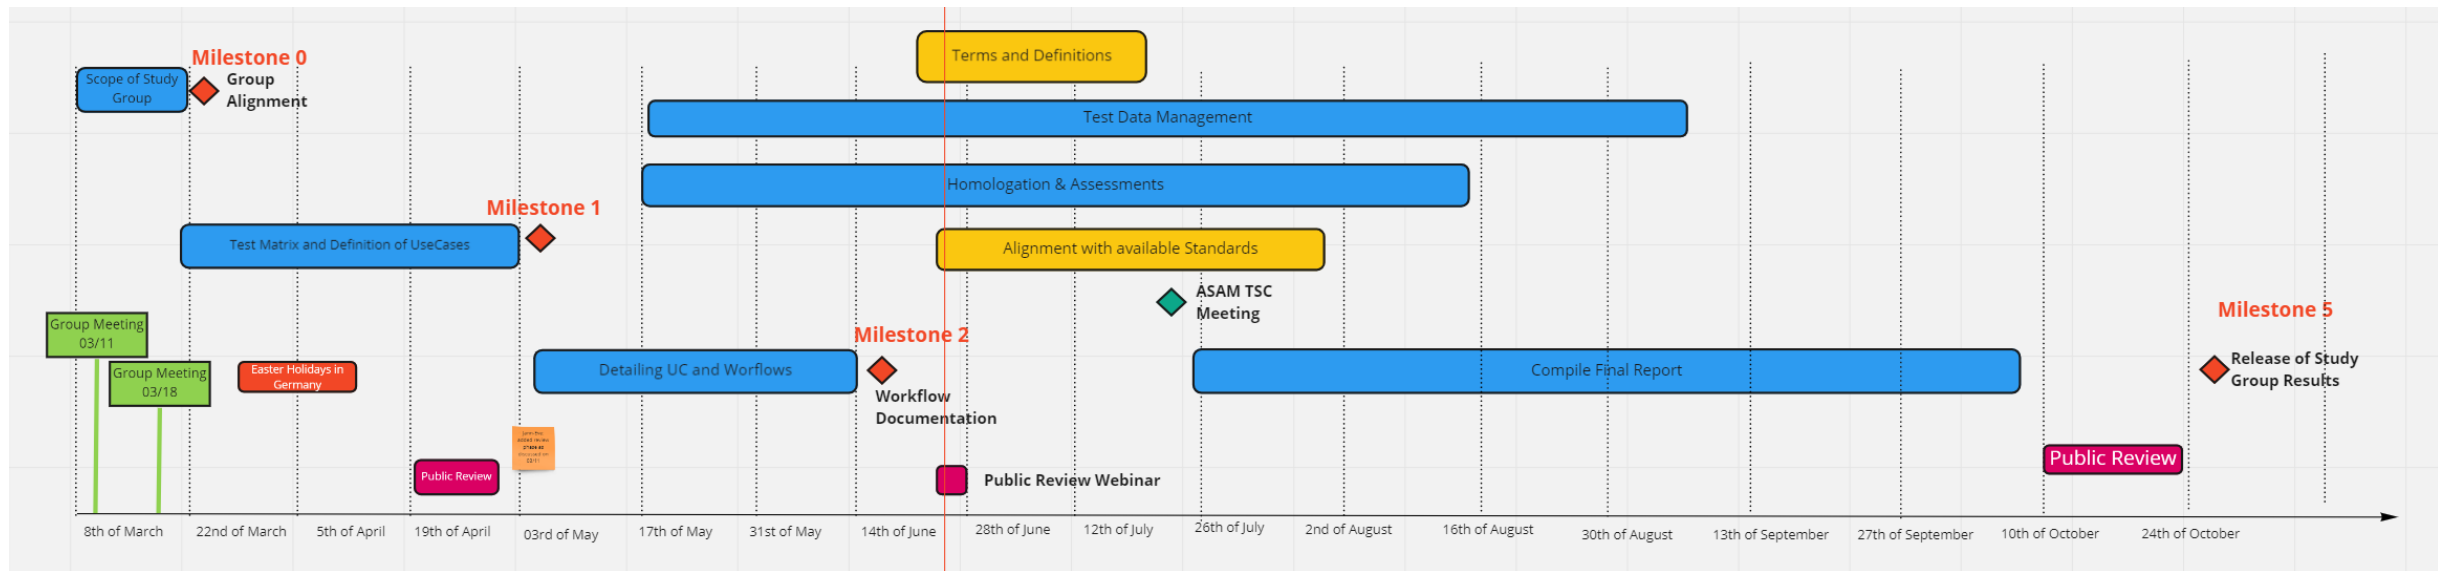 Milestone 0
Scope of Study
Group
Group
Alignment
Terms and Definitions
Test Data Management
Homologation & Assessments
Milestone 1
Test Matrix and Definition of UseCases
Alignment with available Standards
ASAM TSC
Meeting
Group Meeting
03/11
Group Meeting
03/18
Easter Holidays in
Germany
Milestone 2
Detailing UC and Worflows
Workflow
Documentation
Compile Final Report
Milestone 5
Release of Study
Group Results
Public Review
Public Review Webinar
Public Review
8th of March
22nd of March
5th of April
19th of April
03rd of May
17th of May
31st of May
14th of June
28th of June
12th of July
26th of July
2nd of August
16th of August
30th of August
13th of September
27th of September
10th of October
24th of October